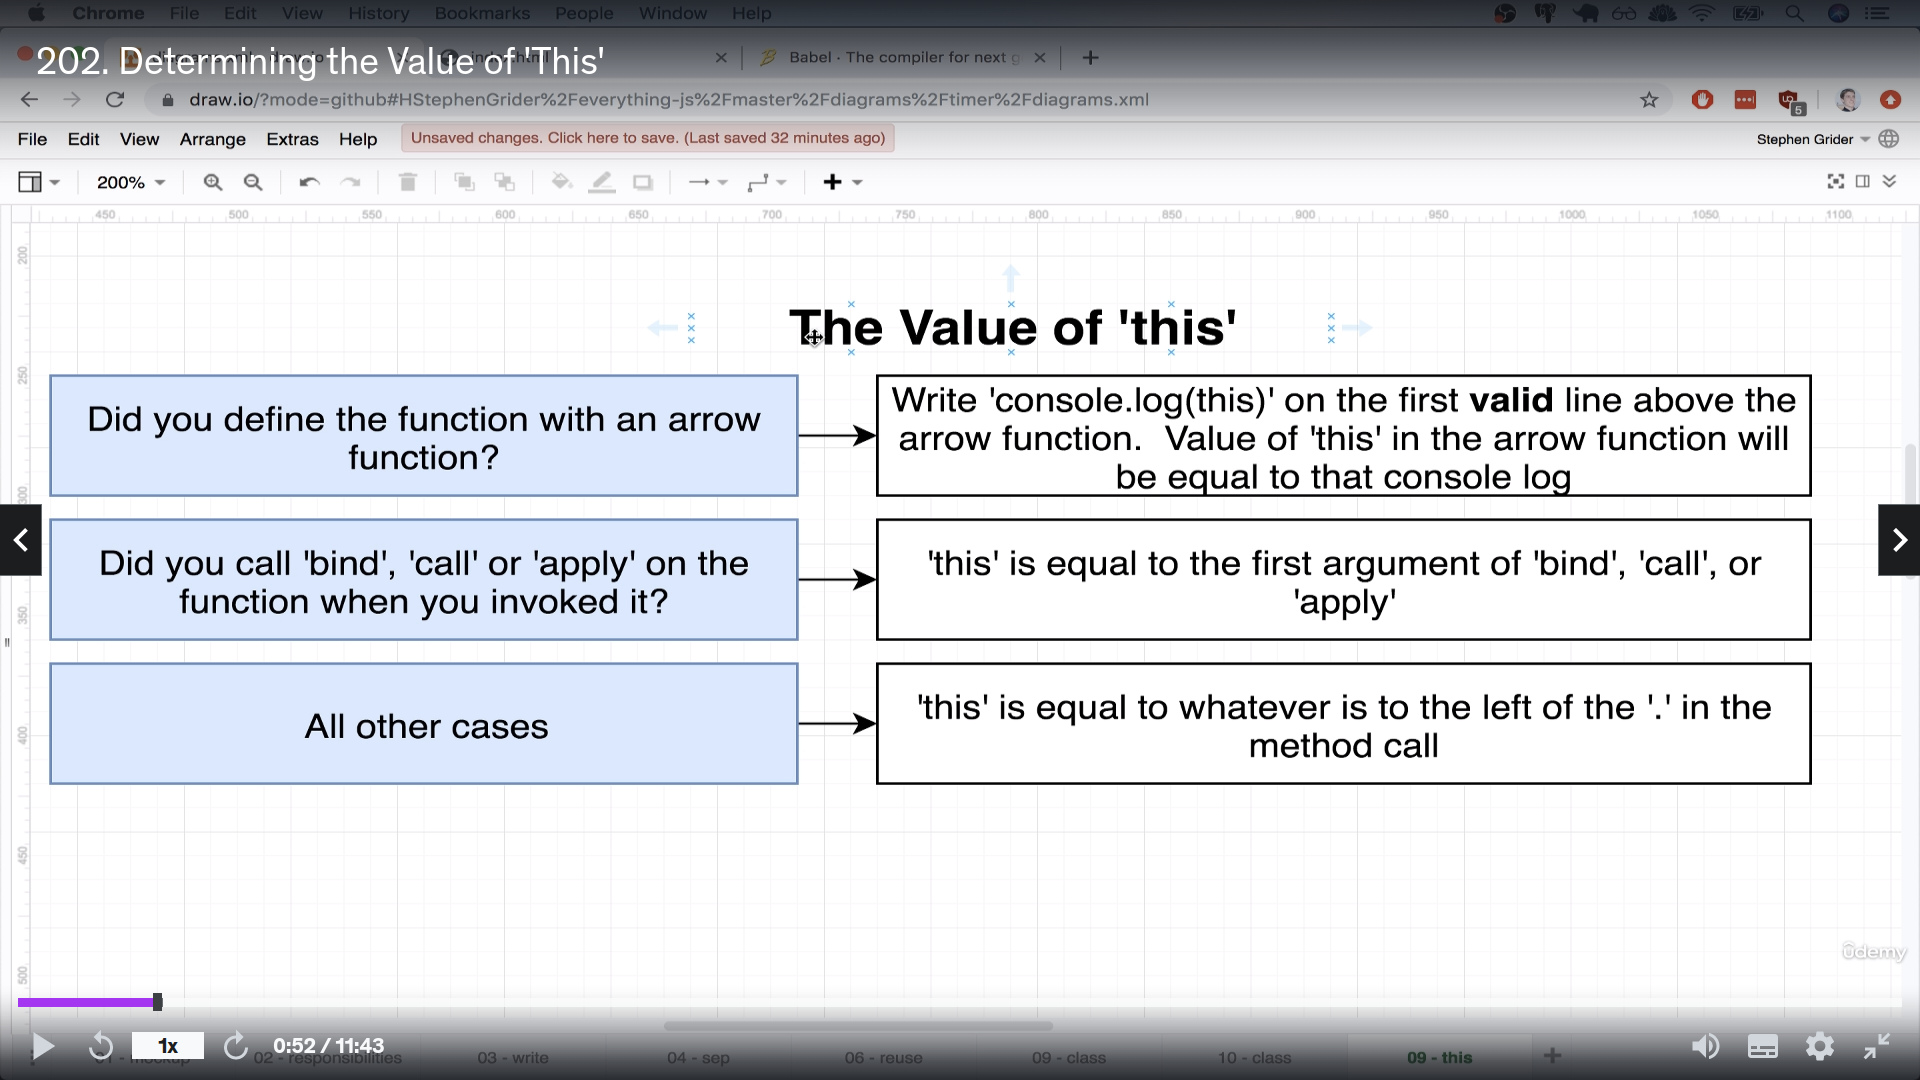 Chrome File Edit View History Bookmarks People Window Help
202. Determining the Value of 'This'
Babel · The compiler for next g
draw.io/?mode=github#HStephenGrider%2Feverything-js%2Fmaster%2Fdiagrams%2Ftimer%2Fdiagrams.xml
5
File Edit View Arrange Extras Help Unsaved changes. Click here to save. (Last saved 32 minutes ago) Stephen Grider
200%
450 500 550 600 650 700 750 800 850 900 950 1000 1050 1100
200
The Value of 'this'
250
Did you define the function with an arrow
function?
Write 'console.log(this)' on the first valid line above the
arrow function. Value of 'this' in the arrow function will
be equal to that console log
300
Did you call 'bind', 'call' or 'apply' on the
function when you invoked it?
'this' is equal to the first argument of 'bind', 'call', or
'apply'
350
All other cases
'this' is equal to whatever is to the left of the '.' in the
method call
400
450
ûdemy
500
1x
0:52 / 11:43
01 - mockup 02 - responsibilities 03 - write 04 - sep 06 - reuse 09 - class 10 - class 09 - this